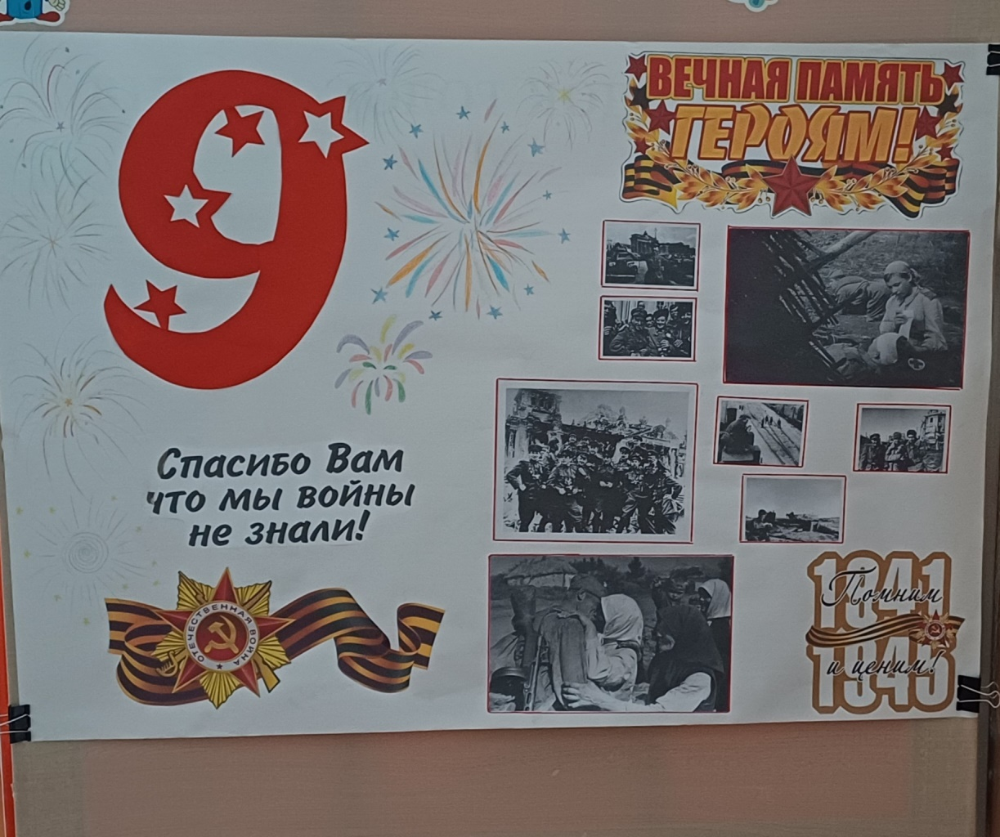 9
ВЕЧНАЯ ПАМЯТЬ
ГЕРОЯМ!
Спасибо Вам
что мы войны
не знали!
ОТЕЧЕСТВЕННАЯ ВОЙНА
1941
Помним
и ценим!
1945